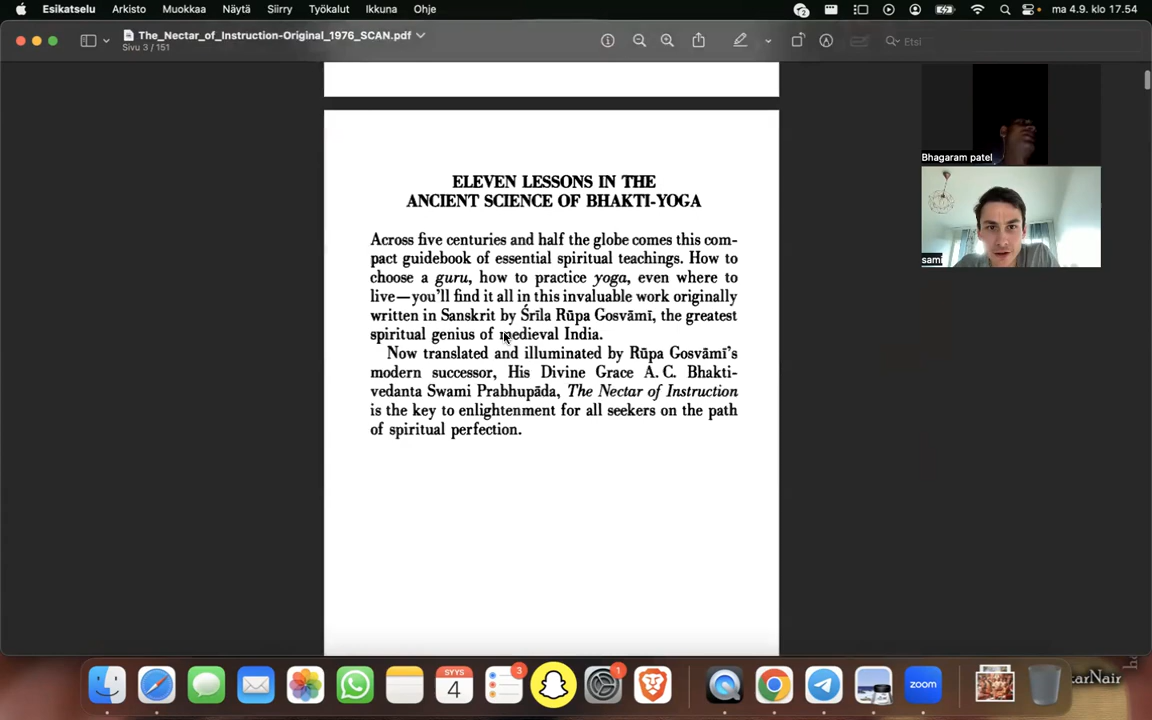 Esikatselu Arkisto Muokkaa Näytä Siirry Työkalut Ikkuna Ohje
2
ma 4.9. klo 17.54
The_Nectar_of_Instruction-Original_1976_SCAN.pdf
Sivu 3 / 151
Etsi
ELEVEN LESSONS IN THE
ANCIENT SCIENCE OF BHAKTI-YOGA
Across five centuries and half the globe comes this com-
pact guidebook of essential spiritual teachings. How to
choose a guru, how to practice yoga, even where to
live—you'll find it all in this invaluable work originally
written in Sanskrit by Śrīla Rūpa Gosvāmī, the greatest
spiritual genius of medieval India.
Now translated and illuminated by Rūpa Gosvāmī's
modern successor, His Divine Grace A. C. Bhakti-
vedanta Swami Prabhupāda, The Nectar of Instruction
is the key to enlightenment for all seekers on the path
of spiritual perfection.
Bhagaram patel
sami
SYYS
4
3
1
zoom